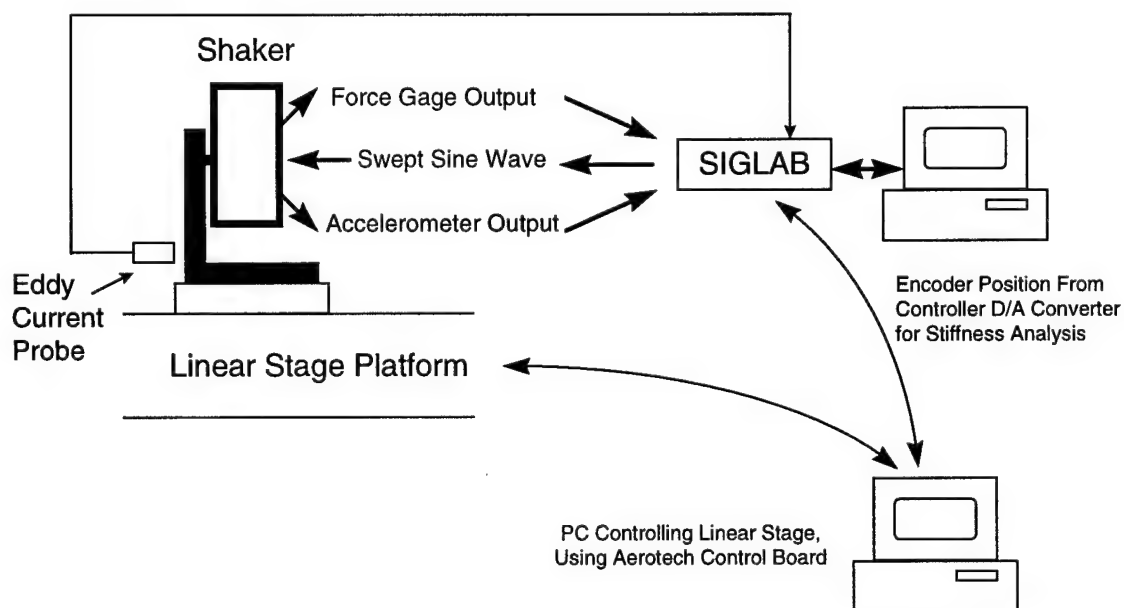 Shaker
Force Gage Output
Swept Sine Wave
SIGLAB
Accelerometer Output
Eddy
Current
Probe
Encoder Position From
Controller D/A Converter
for Stiffness Analysis
Linear Stage Platform
PC Controlling Linear Stage,
Using Aerotech Control Board